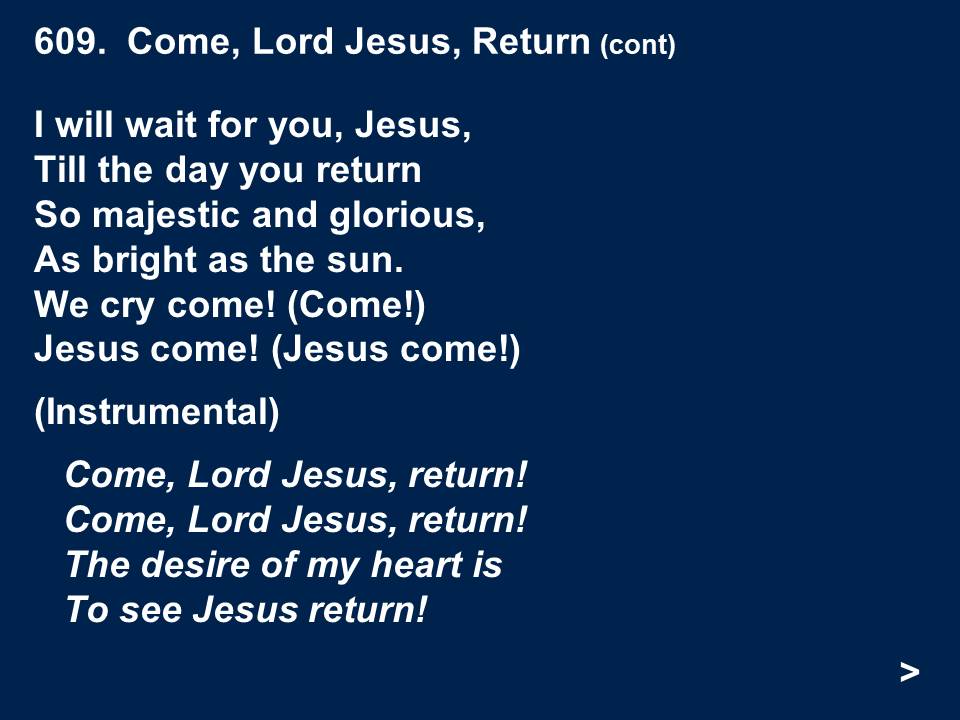 609. Come, Lord Jesus, Return (cont)
I will wait for you, Jesus,
Till the day you return
So majestic and glorious,
As bright as the sun.
We cry come! (Come!)
Jesus come! (Jesus come!)
(Instrumental)
Come, Lord Jesus, return!
Come, Lord Jesus, return!
The desire of my heart is
To see Jesus return!
>